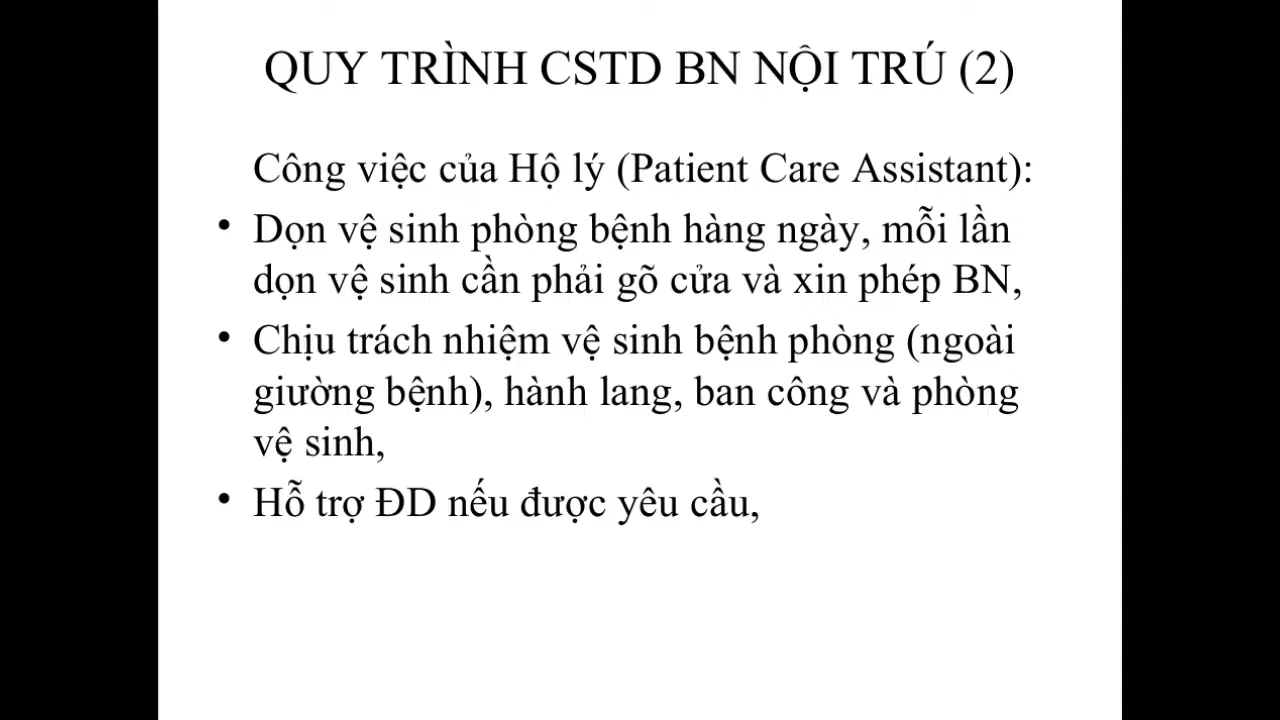 QUY TRÌNH CSTD BN NỘI TRÚ (2)
Công việc của Hộ lý (Patient Care Assistant):
• Dọn vệ sinh phòng bệnh hàng ngày, mỗi lần
dọn vệ sinh cần phải gõ cửa và xin phép BN,
• Chịu trách nhiệm vệ sinh bệnh phòng (ngoài
giường bệnh), hành lang, ban công và phòng
vệ sinh,
• Hỗ trợ ĐD nếu được yêu cầu,